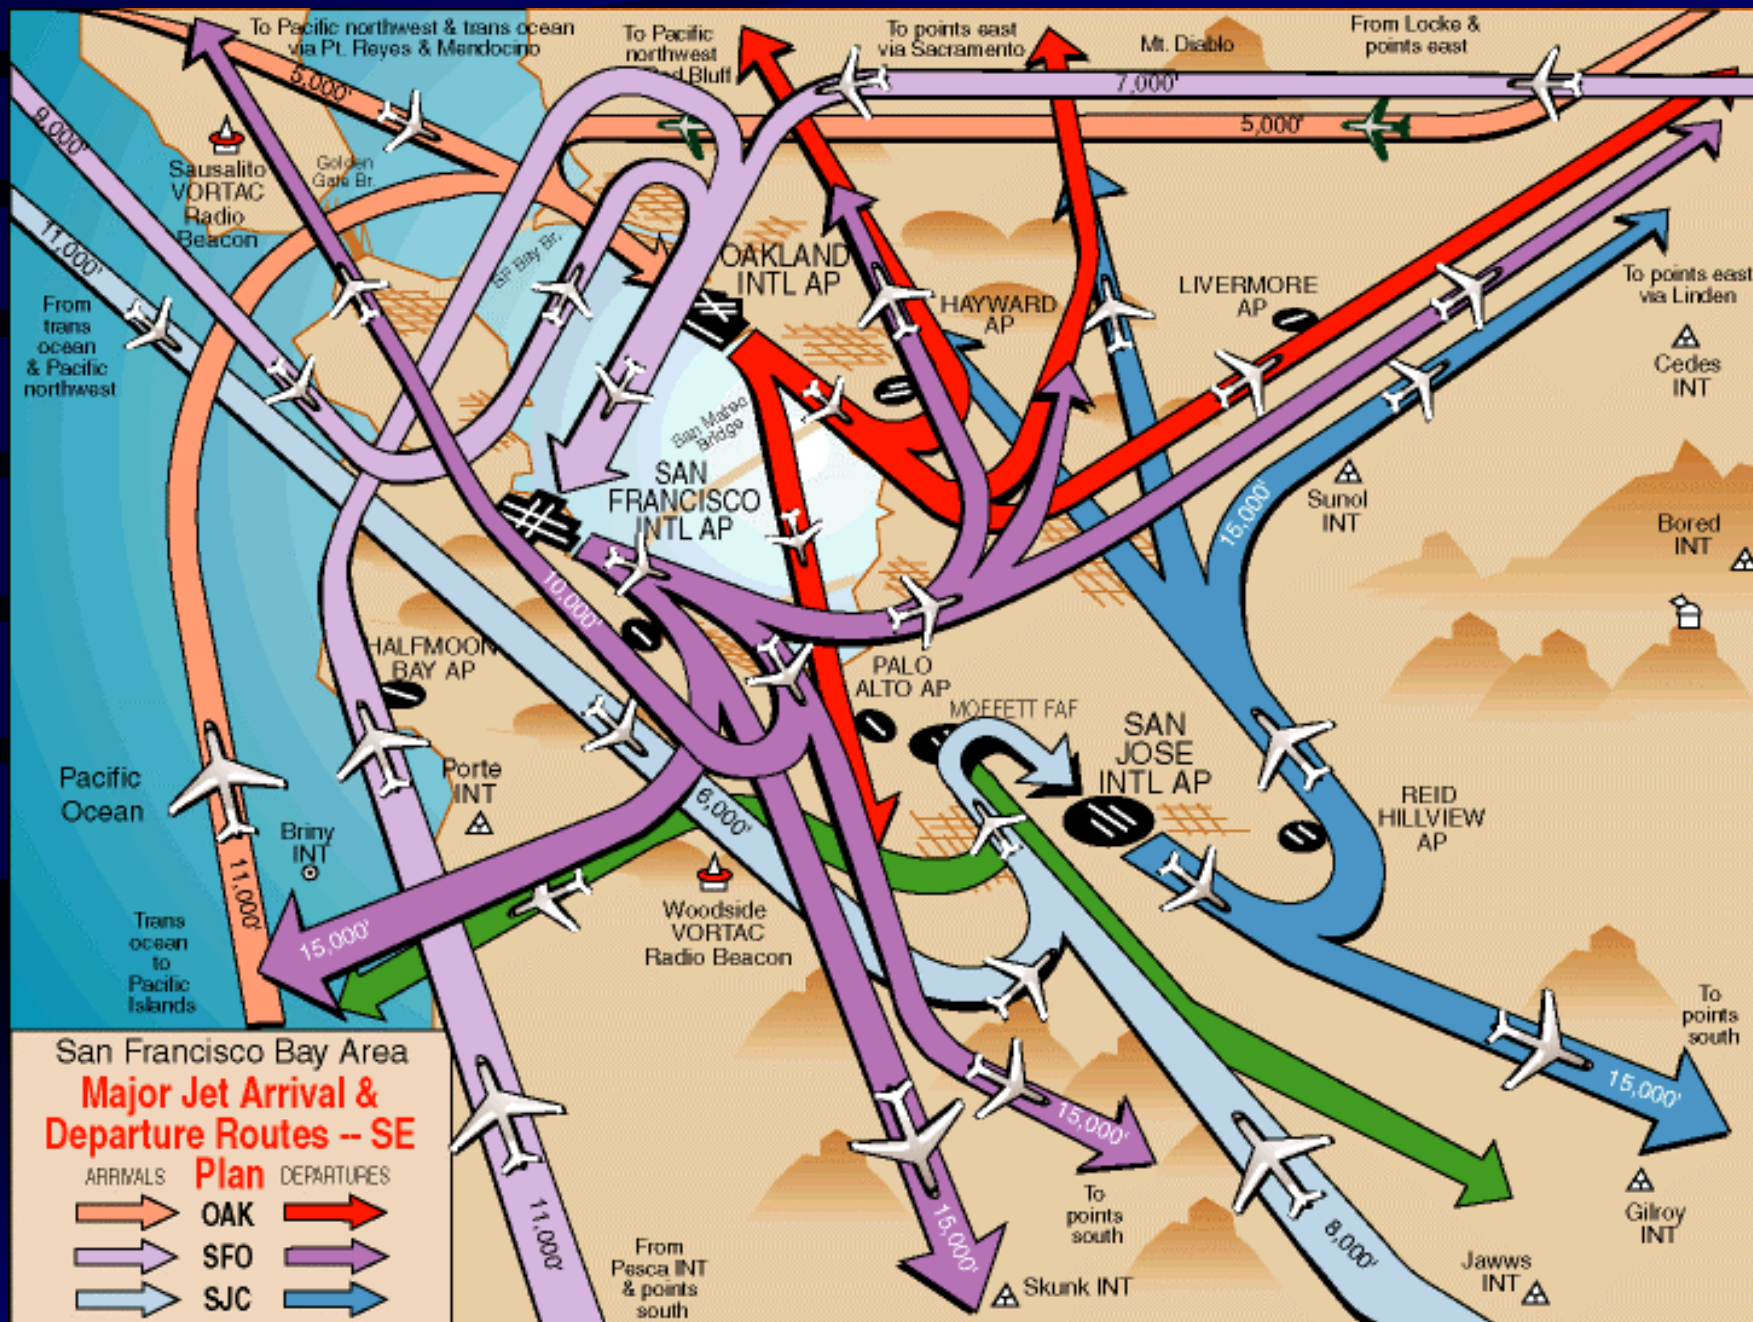 To Pacific northwest & trans ocean
via Pt. Reyes & Mendocino
To Pacific
northwest
Red Bluff
To points east
via Sacramento
Mt. Diablo
From Locke &
points east
5,000'
7,000'
5,000'
9,000'
11,000'
Sausalito
VORTAC
Radio
Beacon
Golden
Gate Br.
SF Bay Br.
OAKLAND
INTL AP
HAYWARD
AP
LIVERMORE
AP
To points east
via Linden
Cedes
INT
From
trans
ocean
& Pacific
northwest
San Mateo
Bridge
SAN
FRANCISCO
INTL AP
15,000'
Sunol
INT
Bored
INT
10,000'
HALFMOON
BAY AP
PALO
ALTO AP
MOFFETT FAF
SAN
JOSE
INTL AP
REID
HILLVIEW
AP
Pacific
Ocean
Porte
INT
Briny
INT
6,000'
11,000'
15,000'
Trans
ocean
to
Pacific
Islands
Woodside
VORTAC
Radio Beacon
To
points
south
15,000'
15,000'
To
points
south
15,000'
Skunk INT
8,000'
Jawws
INT
Gilroy
INT
11,000'
From
Pesca INT
& points
south
San Francisco Bay Area
Major Jet Arrival &
Departure Routes -- SE
Plan
ARRIVALS DEPARTURES
OAK
SFO
SJC